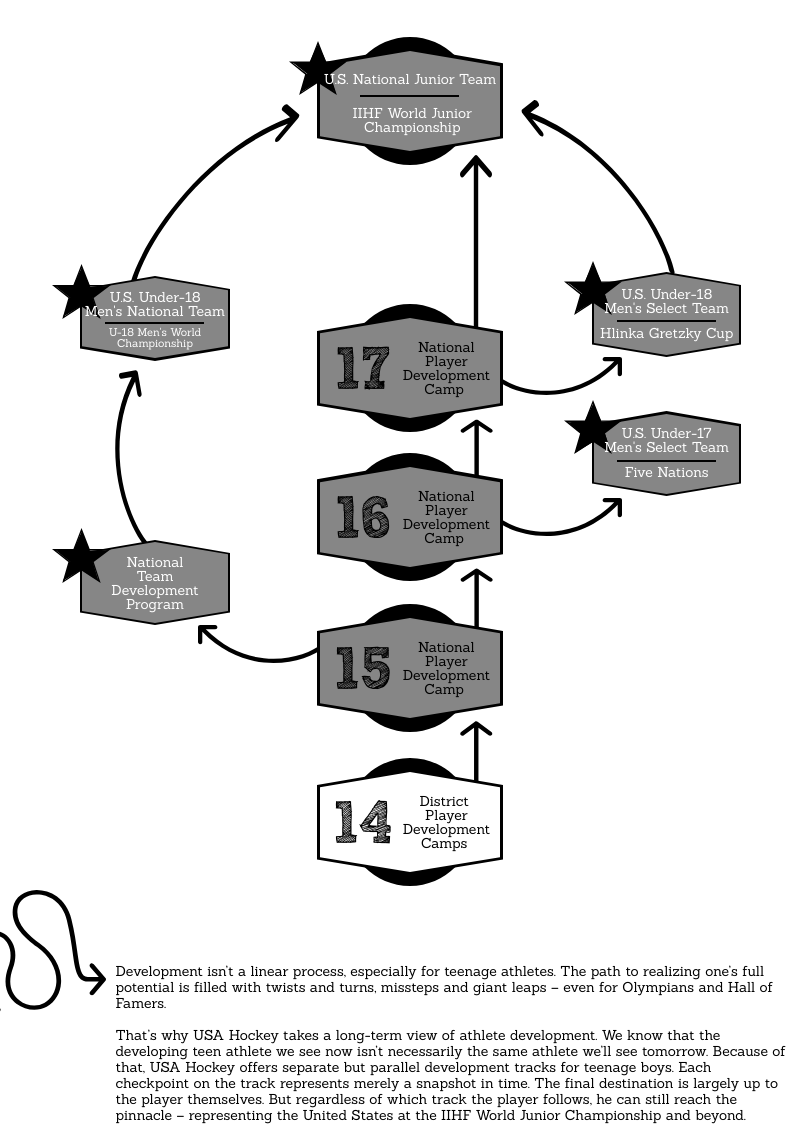 U.S. National Junior Team
IIHF World Junior
Championship
U.S. Under-18
Men's National Team
U-18 Men's World
Championship
U.S. Under-18
Men's Select Team
Hlinka Gretzky Cup
17
National
Player
Development
Camp
U.S. Under-17
Men's Select Team
Five Nations
16
National
Player
Development
Camp
National
Team
Development
Program
15
National
Player
Development
Camp
14
District
Player
Development
Camps
Development isn't a linear process, especially for teenage athletes. The path to realizing one's full
potential is filled with twists and turns, missteps and giant leaps – even for Olympians and Hall of
Famers.
That's why USA Hockey takes a long-term view of athlete development. We know that the
developing teen athlete we see now isn't necessarily the same athlete we'll see tomorrow. Because of
that, USA Hockey offers separate but parallel development tracks for teenage boys. Each
checkpoint on the track represents merely a snapshot in time. The final destination is largely up to
the player themselves. But regardless of which track the player follows, he can still reach the
pinnacle – representing the United States at the IIHF World Junior Championship and beyond.